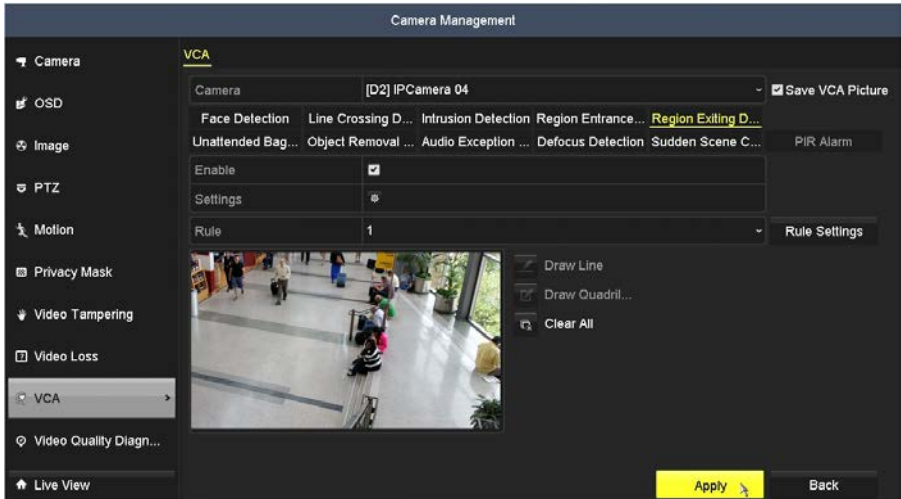 Camera Management
Camera
OSD
Image
PTZ
Motion
Privacy Mask
Video Tampering
Video Loss
VCA
Video Quality Diagn...
Live View
VCA
Camera [D2] IPCamera 04 Save VCA Picture
Face Detection Line Crossing D... Intrusion Detection Region Entrance... Region Exiting D...
Unattended Bag... Object Removal ... Audio Exception ... Defocus Detection Sudden Scene C... PIR Alarm
Enable
Settings
Rule 1 Rule Settings
Draw Line
Draw Quadril...
Clear All
Apply Back